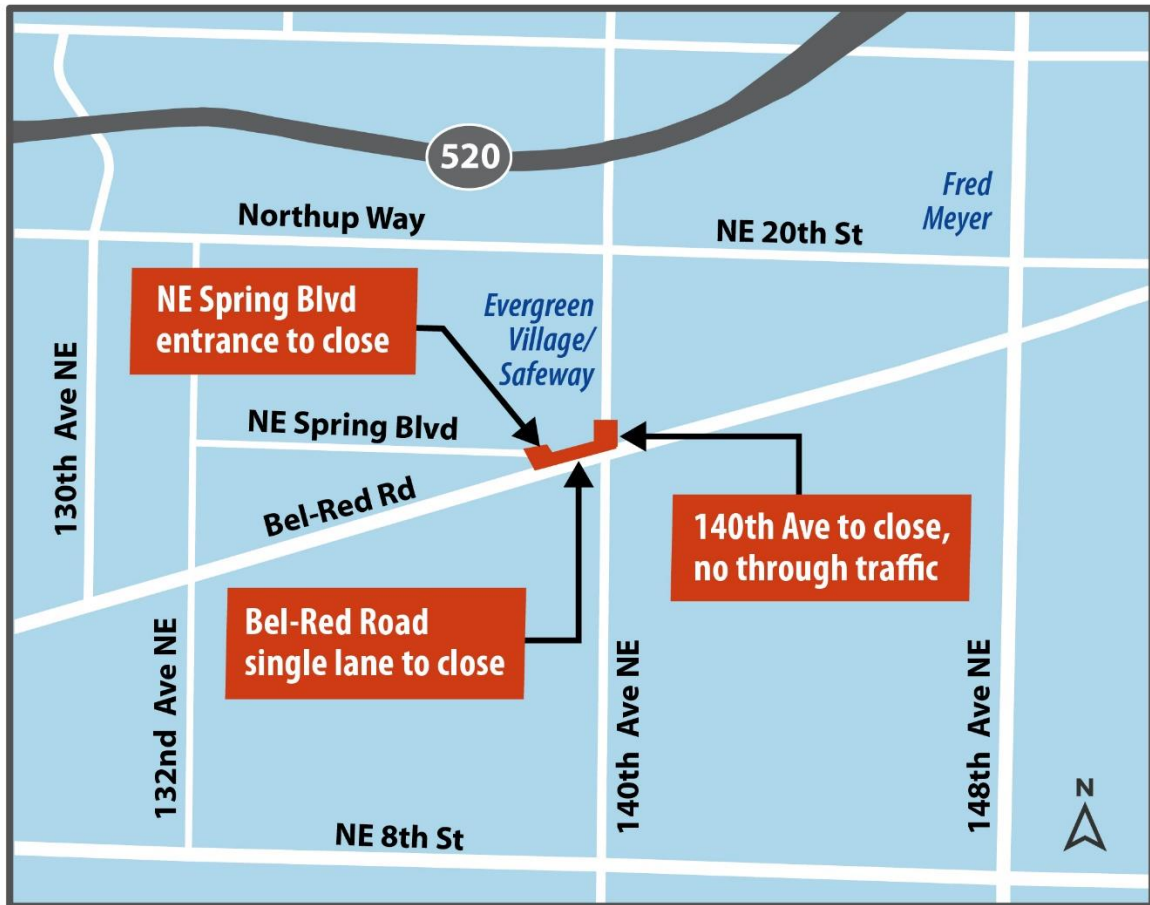 520
Northup Way
NE 20th St
Fred
Meyer
NE Spring Blvd
entrance to close
Evergreen
Village/
Safeway
130th Ave NE
NE Spring Blvd
Bel-Red Rd
140th Ave to close,
no through traffic
Bel-Red Road
single lane to close
132nd Ave NE
140th Ave NE
148th Ave NE
N
NE 8th St